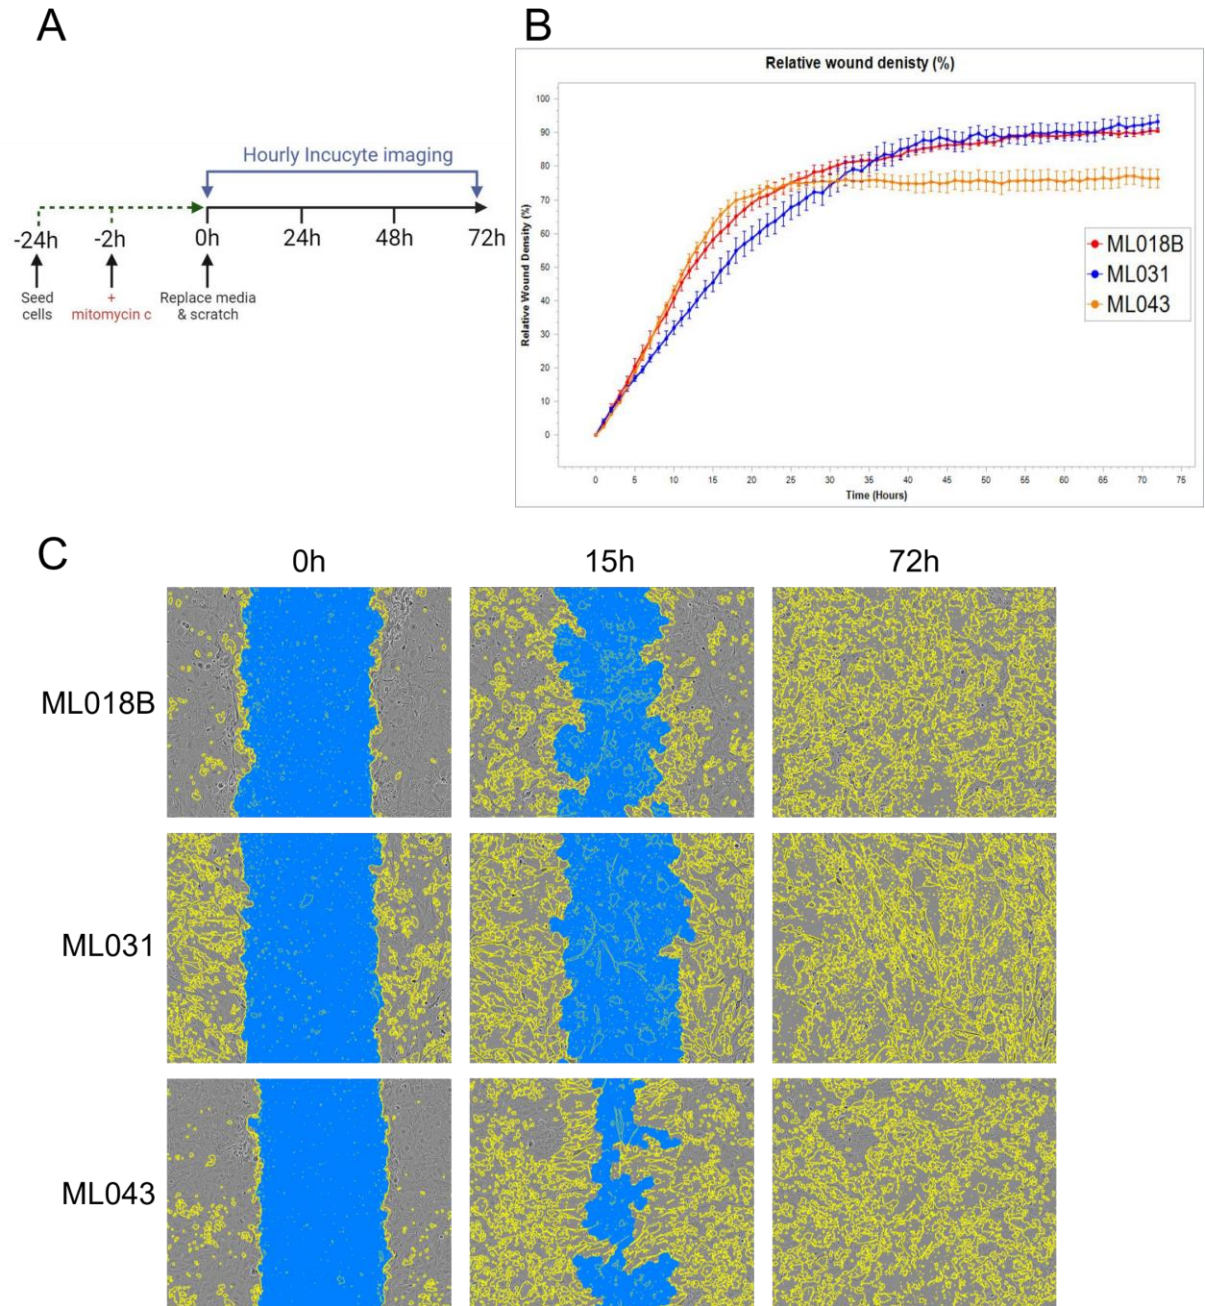 A
Hourly Incucyte imaging
-24h
-2h
0h
24h
48h
72h
Seed
cells
+
mitomycin c
Replace media
& scratch
B
Relative wound denisty (%)
Relative Wound Density (%)
100
90
80
70
60
50
40
30
20
10
0
0 5 10 15 20 25 30 35 40 45 50 55 60 65 70 75
Time (Hours)
ML018B
ML031
ML043
C
0h
15h
72h
ML018B
ML031
ML043